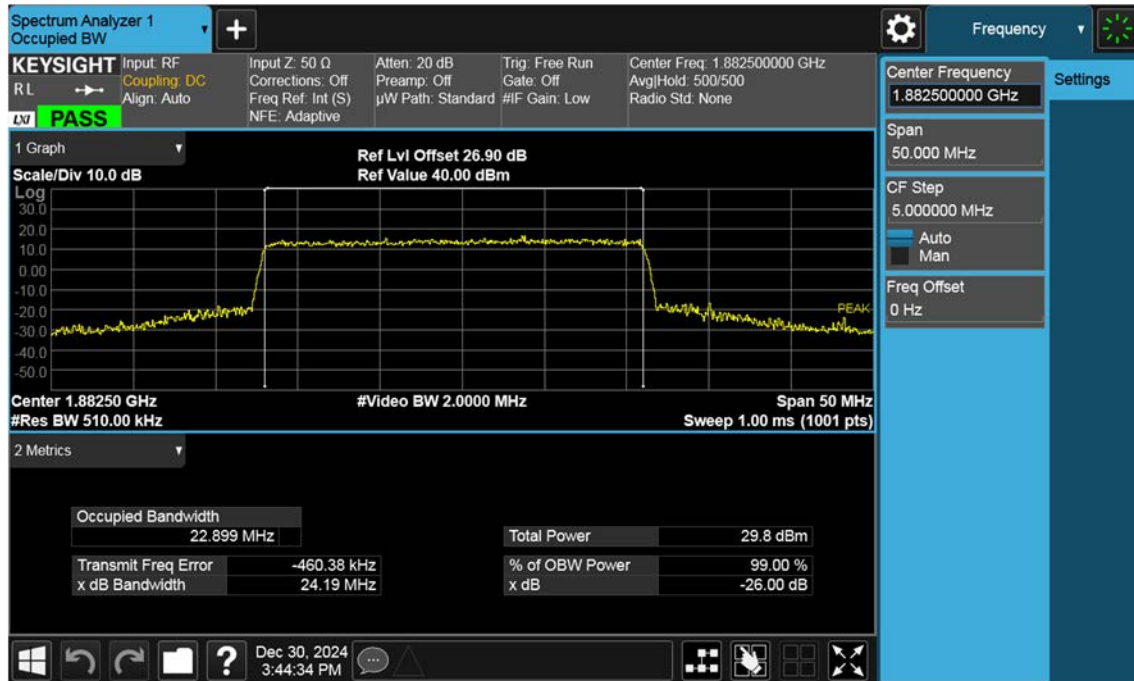 Spectrum Analyzer 1
Occupied BW
+
Frequency
KEYSIGHT
R L
LXI PASS
Input: RF
Coupling: DC
Align: Auto
Input Z: 50 Ω
Corrections: Off
Freq Ref: Int (S)
NFE: Adaptive
Atten: 20 dB
Preamp: Off
µW Path: Standard
Trig: Free Run
Gate: Off
#IF Gain: Low
Center Freq: 1.882500000 GHz
Avg|Hold: 500/500
Radio Std: None
Center Frequency
1.882500000 GHz
Settings
Span
50.000 MHz
CF Step
5.000000 MHz
Auto
Man
Freq Offset
0 Hz
1 Graph
Scale/Div 10.0 dB
Ref Lvl Offset 26.90 dB
Ref Value 40.00 dBm
Log
30.0
20.0
10.0
0.00
-10.0
-20.0
-30.0
-40.0
-50.0
PEAK
Center 1.88250 GHz
#Video BW 2.0000 MHz
Span 50 MHz
#Res BW 510.00 kHz
Sweep 1.00 ms (1001 pts)
2 Metrics
Occupied Bandwidth
22.899 MHz
Total Power 29.8 dBm
Transmit Freq Error -460.38 kHz
% of OBW Power 99.00 %
x dB Bandwidth 24.19 MHz
x dB -26.00 dB
?
Dec 30, 2024
3:44:34 PM